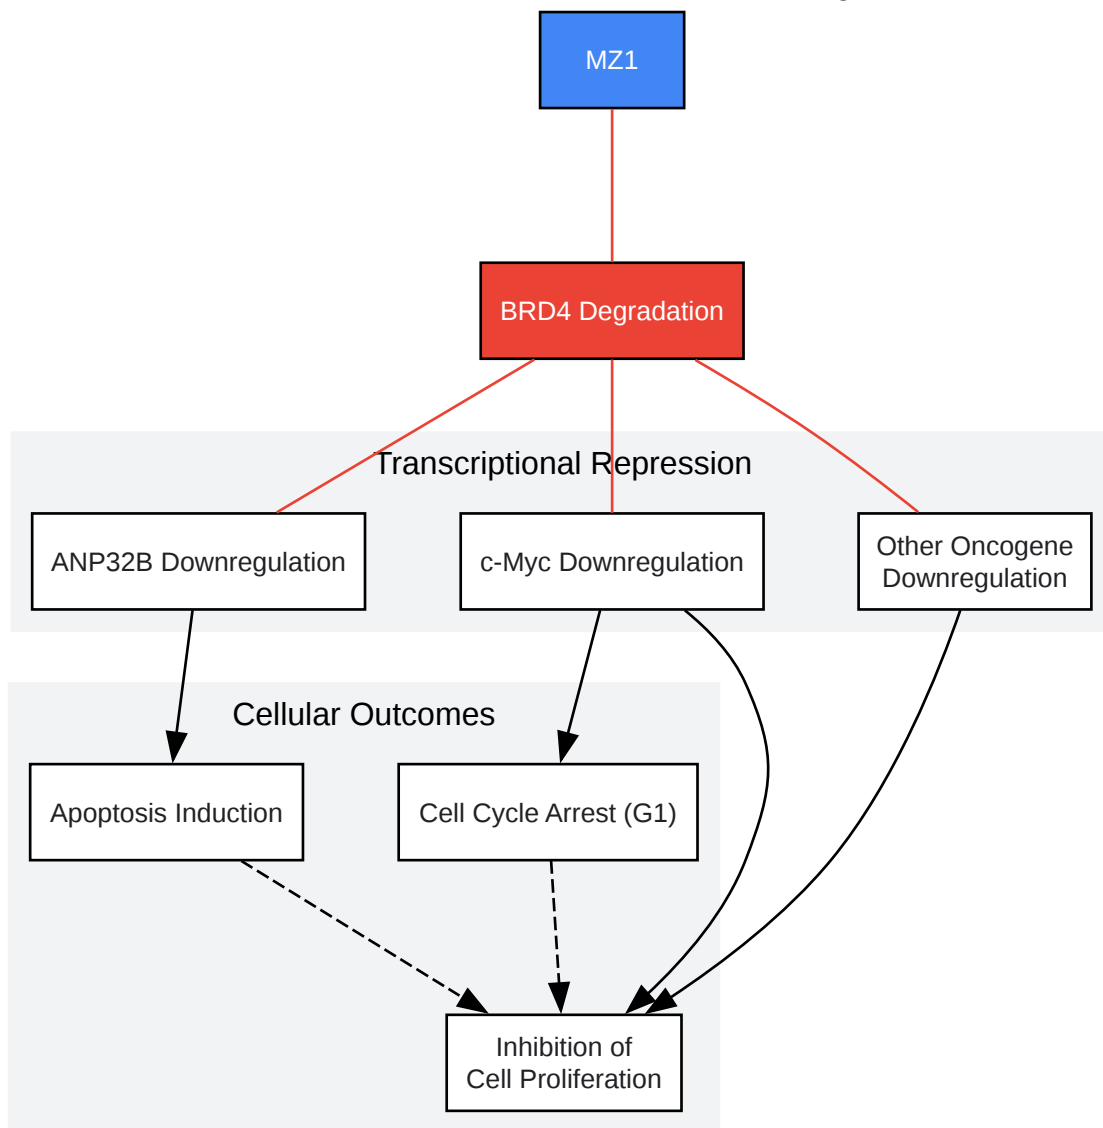 MZ1
BRD4 Degradation
Transcriptional Repression
ANP32B Downregulation
c-Myc Downregulation
Other Oncogene
Downregulation
Cellular Outcomes
Apoptosis Induction
Cell Cycle Arrest (G1)
Inhibition of
Cell Proliferation